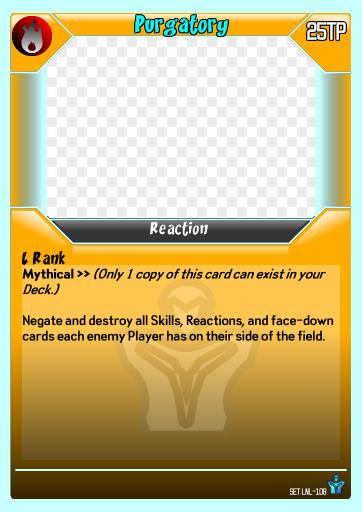 Purgatory
25TP
Reaction
L Rank
Mythical >> (Only 1 copy of this card can exist in your
Deck.)
Negate and destroy all Skills, Reactions, and face-down
cards each enemy Player has on their side of the field.
SET LNL-108